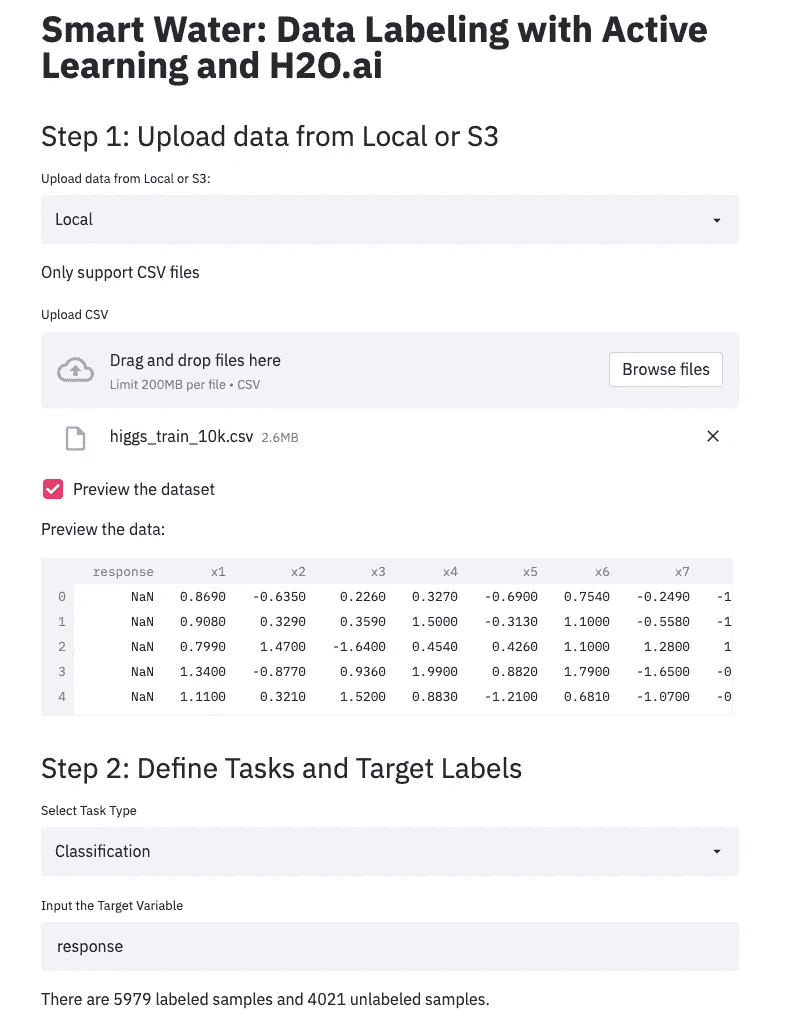 Smart Water: Data Labeling with Active
Learning and H2O.ai
Step 1: Upload data from Local or S3
Upload data from Local or S3:
Local
Only support CSV files
Upload CSV
Drag and drop files here
Limit 200MB per file • CSV
Browse files
higgs_train_10k.csv 2.6MB
Preview the dataset
Preview the data:
response x1 x2 x3 x4 x5 x6 x7
0 NaN 0.8690 -0.6350 0.2260 0.3270 -0.6900 0.7540 -0.2490 -1
1 NaN 0.9080 0.3290 0.3590 1.5000 -0.3130 1.1000 -0.5580 -1
2 NaN 0.7990 1.4700 -1.6400 0.4540 0.4260 1.1000 1.2800 1
3 NaN 1.3400 -0.8770 0.9360 1.9900 0.8820 1.7900 -1.6500 -0
4 NaN 1.1100 0.3210 1.5200 0.8830 -1.2100 0.6810 -1.0700 -0
Step 2: Define Tasks and Target Labels
Select Task Type
Classification
Input the Target Variable
response
There are 5979 labeled samples and 4021 unlabeled samples.